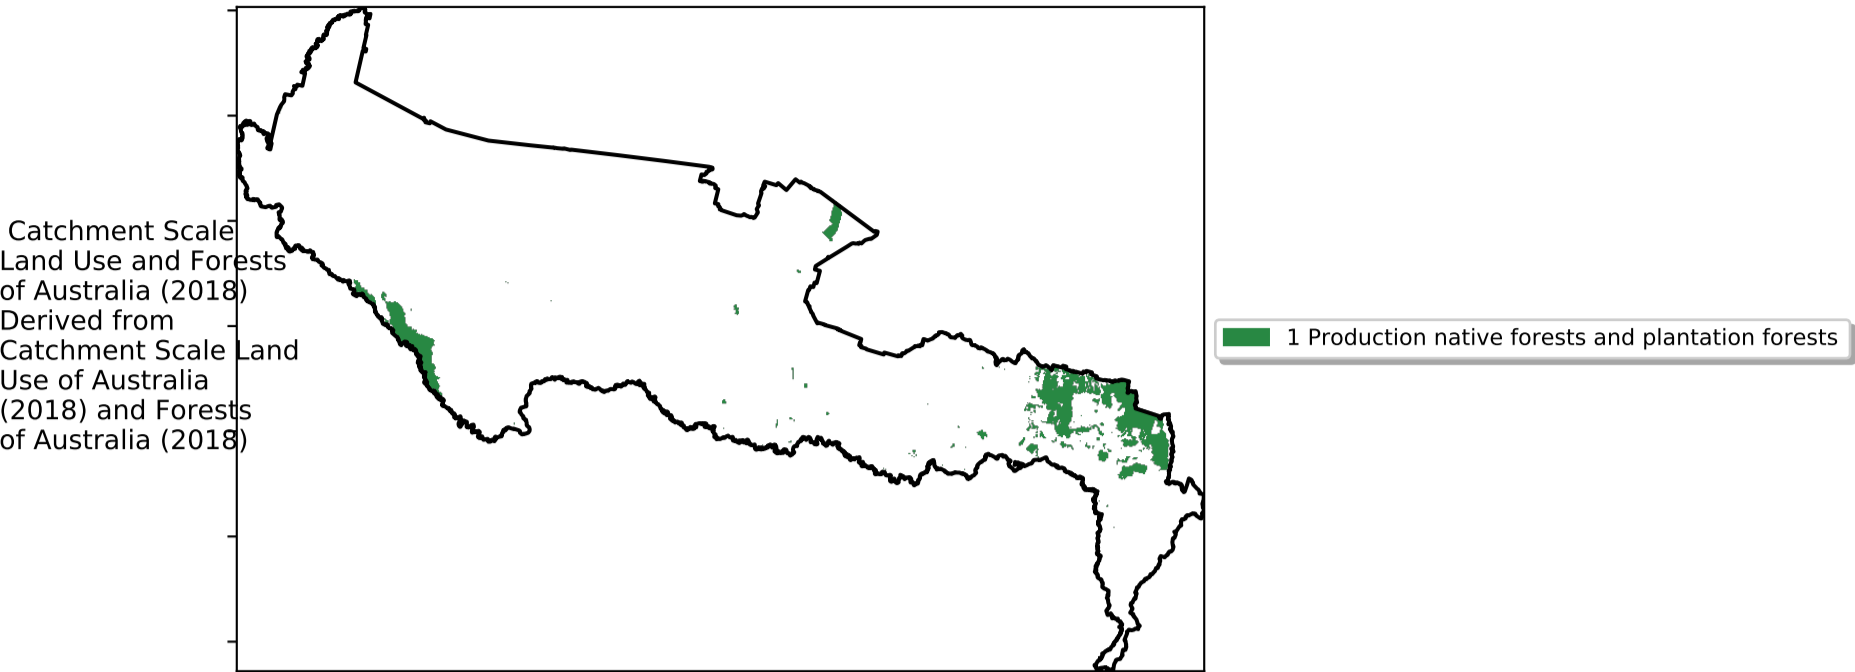 Catchment Scale
Land Use and Forests
of Australia (2018)
Derived from
Catchment Scale Land
Use of Australia
(2018) and Forests
of Australia (2018)
1 Production native forests and plantation forests